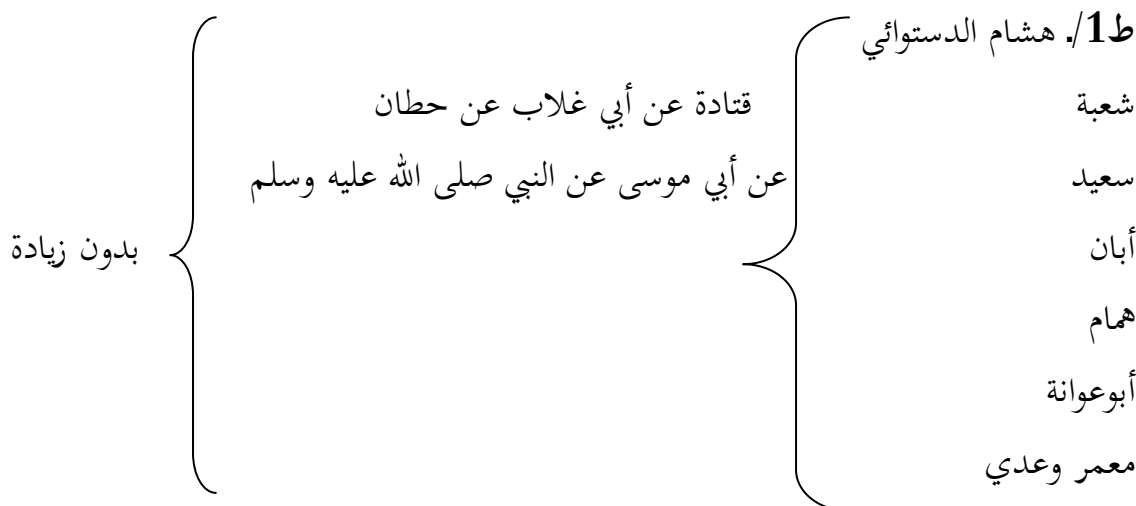 ط1/. هشام الدستوائي
شعبة
قتادة عن أبي غلاب عن حطان
سعيد
عن أبي موسى عن النبي صلى الله عليه وسلم
أبان
بدون زيادة
همام
أبوعوانة
معمر وعدي